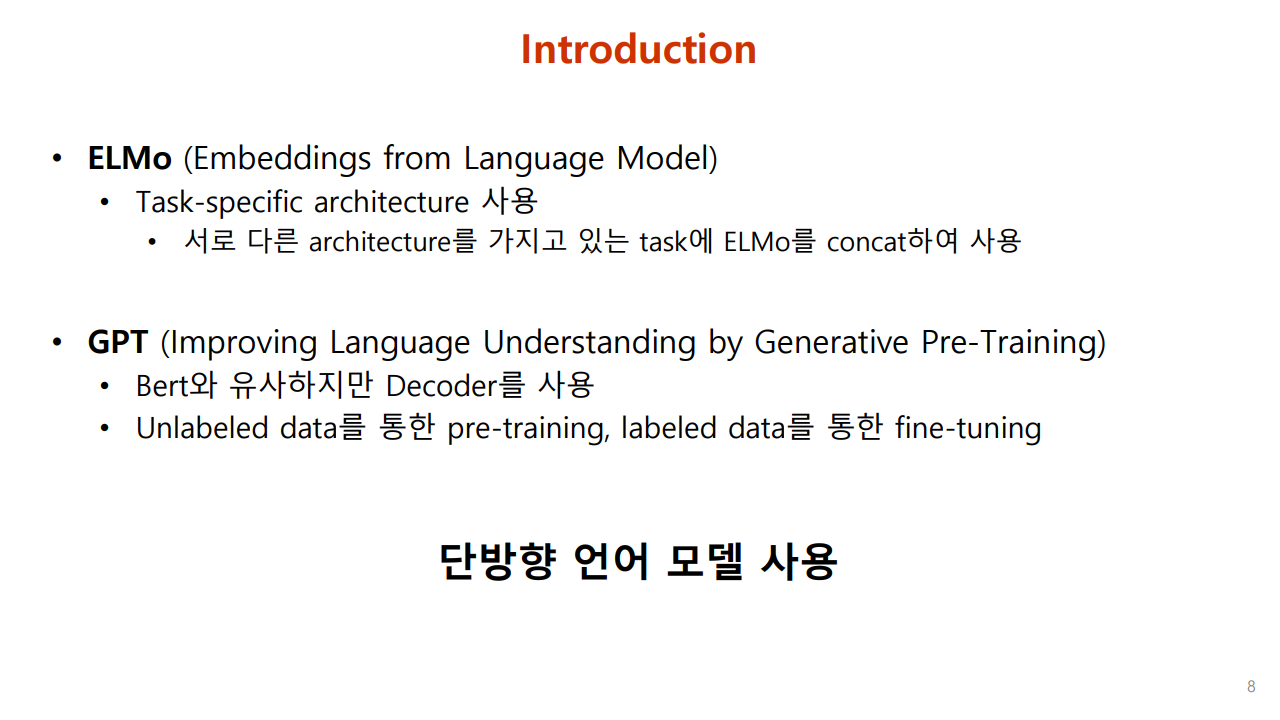 Introduction
• ELMo (Embeddings from Language Model)
• Task-specific architecture 사용
• 서로 다른 architecture를 가지고 있는 task에 ELMo를 concat하여 사용
• GPT (Improving Language Understanding by Generative Pre-Training)
• Bert와 유사하지만 Decoder를 사용
• Unlabeled data를 통한 pre-training, labeled data를 통한 fine-tuning
단방향 언어 모델 사용
8